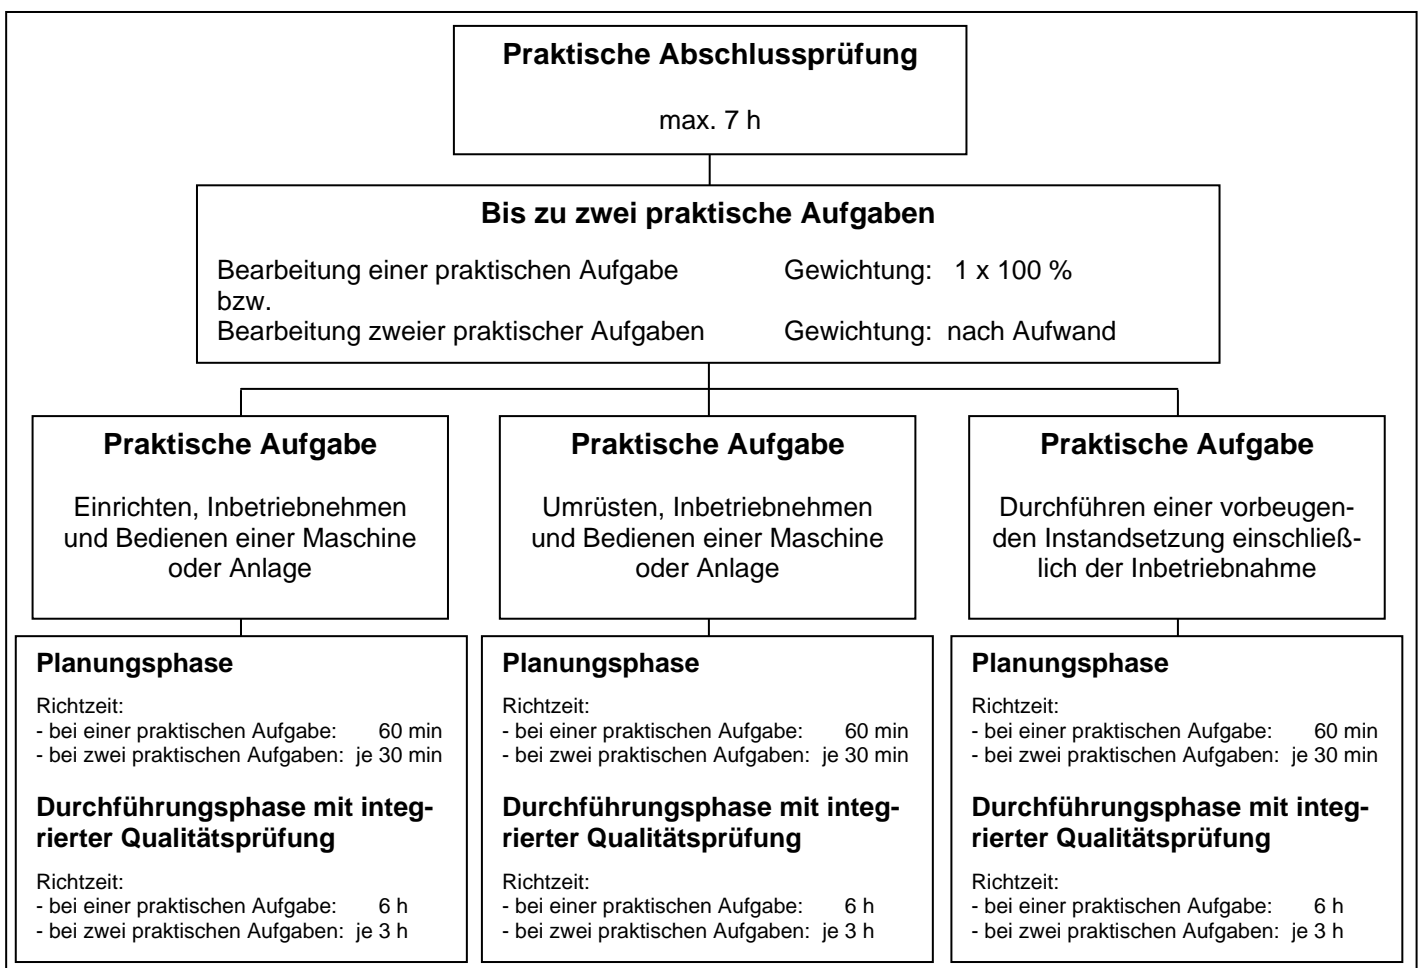 Praktische Abschlussprüfung
max. 7 h
Bis zu zwei praktische Aufgaben
Bearbeitung einer praktischen Aufgabe Gewichtung: 1 x 100 %
bzw.
Bearbeitung zweier praktischer Aufgaben Gewichtung: nach Aufwand
Praktische Aufgabe
Einrichten, Inbetriebnehmen
und Bedienen einer Maschine
oder Anlage
Praktische Aufgabe
Umrüsten, Inbetriebnehmen
und Bedienen einer Maschine
oder Anlage
Praktische Aufgabe
Durchführen einer vorbeugen-
den Instandsetzung einschließ-
lich der Inbetriebnahme
Planungsphase
Richtzeit:
- bei einer praktischen Aufgabe: 60 min
- bei zwei praktischen Aufgaben: je 30 min
Durchführungsphase mit integ-
rierter Qualitätsprüfung
Richtzeit:
- bei einer praktischen Aufgabe: 6 h
- bei zwei praktischen Aufgaben: je 3 h
Planungsphase
Richtzeit:
- bei einer praktischen Aufgabe: 60 min
- bei zwei praktischen Aufgaben: je 30 min
Durchführungsphase mit integ-
rierter Qualitätsprüfung
Richtzeit:
- bei einer praktischen Aufgabe: 6 h
- bei zwei praktischen Aufgaben: je 3 h
Planungsphase
Richtzeit:
- bei einer praktischen Aufgabe: 60 min
- bei zwei praktischen Aufgaben: je 30 min
Durchführungsphase mit integ-
rierter Qualitätsprüfung
Richtzeit:
- bei einer praktischen Aufgabe: 6 h
- bei zwei praktischen Aufgaben: je 3 h